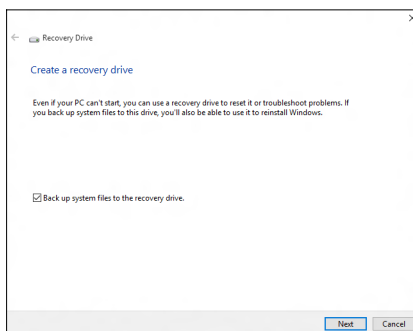 Recovery Drive
Create a recovery drive
Even if your PC can't start, you can use a recovery drive to reset it or troubleshoot problems. If
you back up system files to this drive, you'll also be able to use it to reinstall Windows.
Back up system files to the recovery drive.
Next Cancel